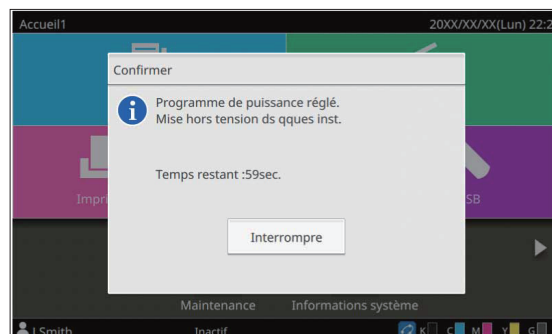 Accueil1
20XX/XX/XX(Lun) 22:2
Confirmer
Programme de puissance réglé.
Mise hors tension ds qques inst.
Temps restant :59sec.
Impri
SB
Interrompre
Maintenance Informations système
J.Smith Inactif K C M Y G